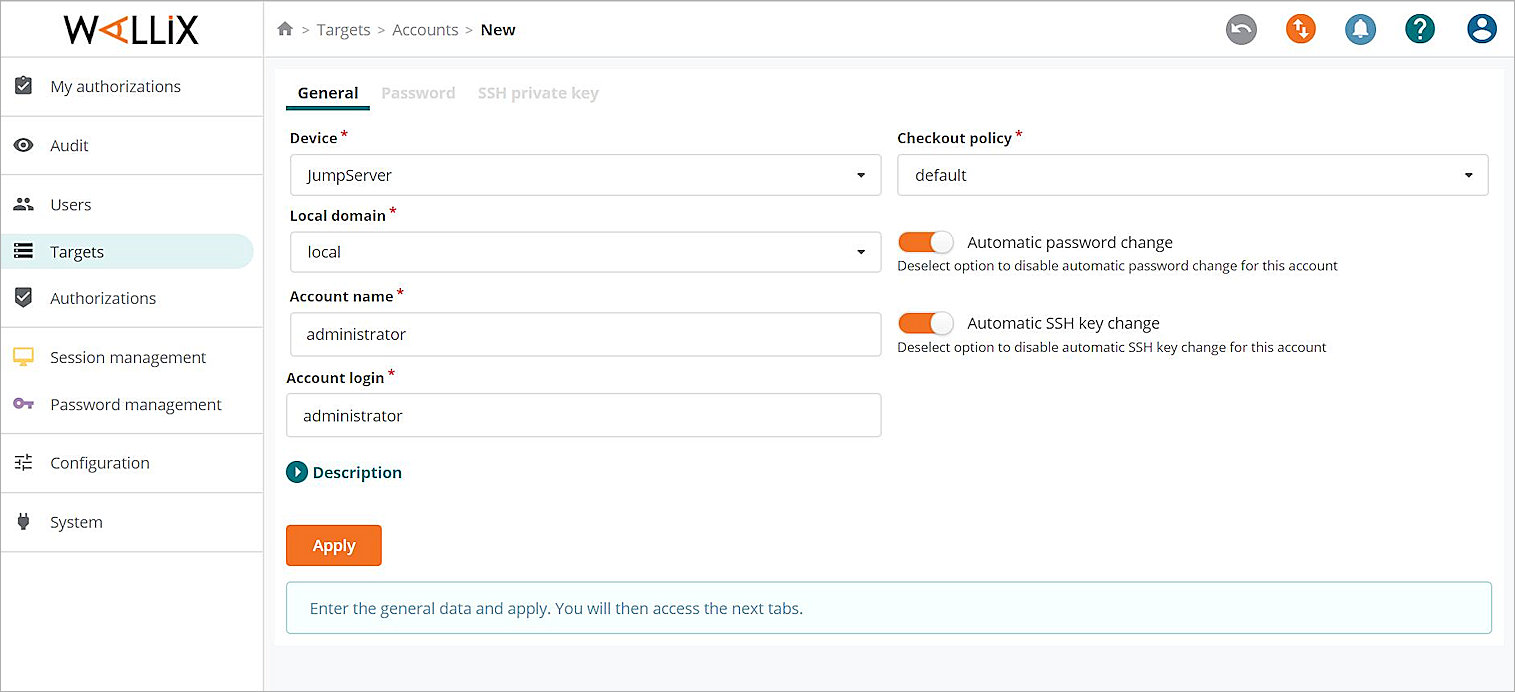 WALLIX
> Targets > Accounts > New
My authorizations
Audit
Users
Targets
Authorizations
Session management
Password management
Configuration
System
General Password SSH private key
Device *
JumpServer
Checkout policy *
default
Local domain *
local
Automatic password change
Deselect option to disable automatic password change for this account
Account name *
administrator
Automatic SSH key change
Deselect option to disable automatic SSH key change for this account
Account login *
administrator
Description
Apply
Enter the general data and apply. You will then access the next tabs.